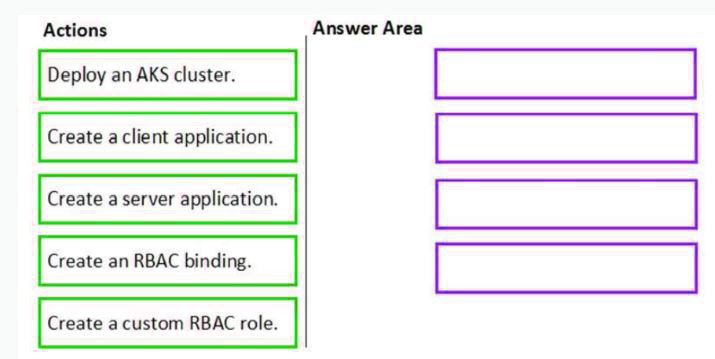 Actions
Answer Area
Deploy an AKS cluster.
Create a client application.
Create a server application.
Create an RBAC binding.
Create a custom RBAC role.